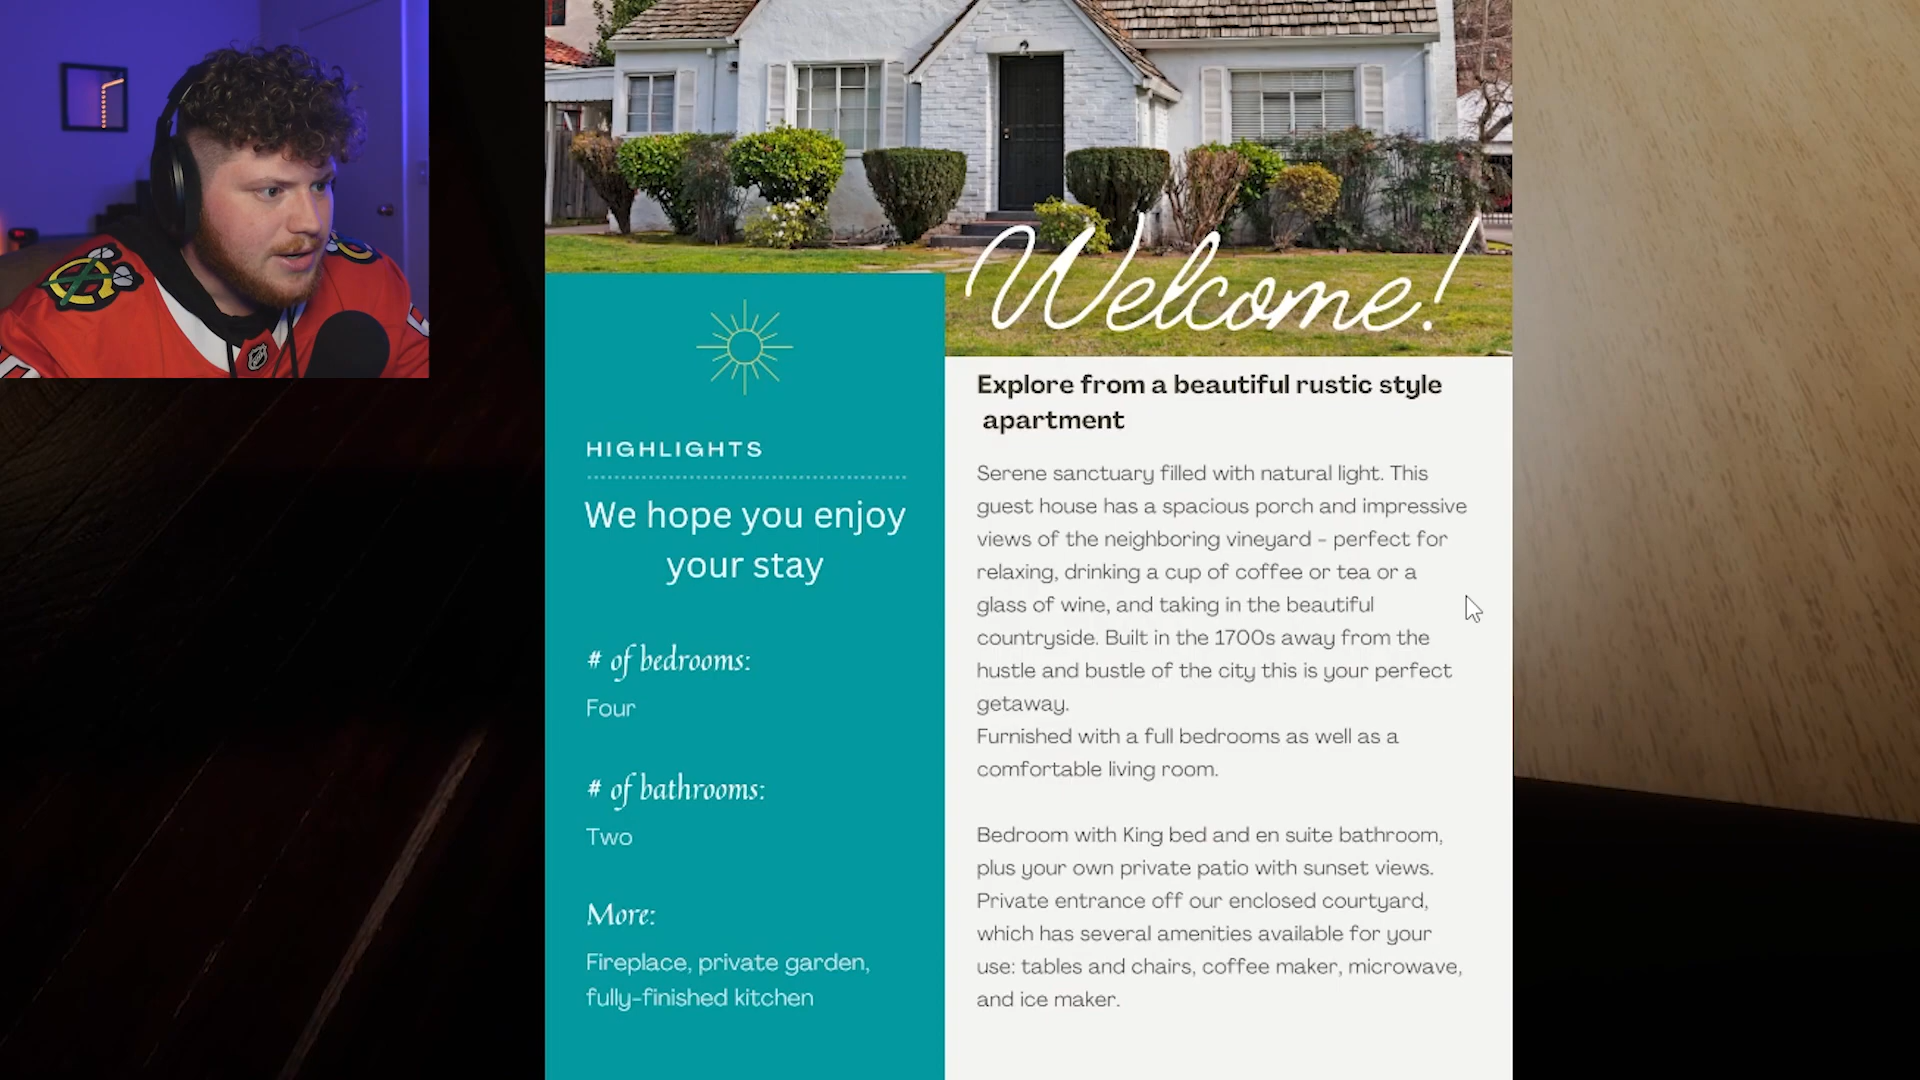 Welcome!
HIGHLIGHTS
We hope you enjoy
your stay
# of bedrooms:
Four
# of bathrooms:
Two
More:
Fireplace, private garden,
fully-finished kitchen
Explore from a beautiful rustic style
apartment
Serene sanctuary filled with natural light. This
guest house has a spacious porch and impressive
views of the neighboring vineyard - perfect for
relaxing, drinking a cup of coffee or tea or a
glass of wine, and taking in the beautiful
countryside. Built in the 1700s away from the
hustle and bustle of the city this is your perfect
getaway.
Furnished with a full bedrooms as well as a
comfortable living room.
Bedroom with King bed and en suite bathroom,
plus your own private patio with sunset views.
Private entrance off our enclosed courtyard,
which has several amenities available for your
use: tables and chairs, coffee maker, microwave,
and ice maker.